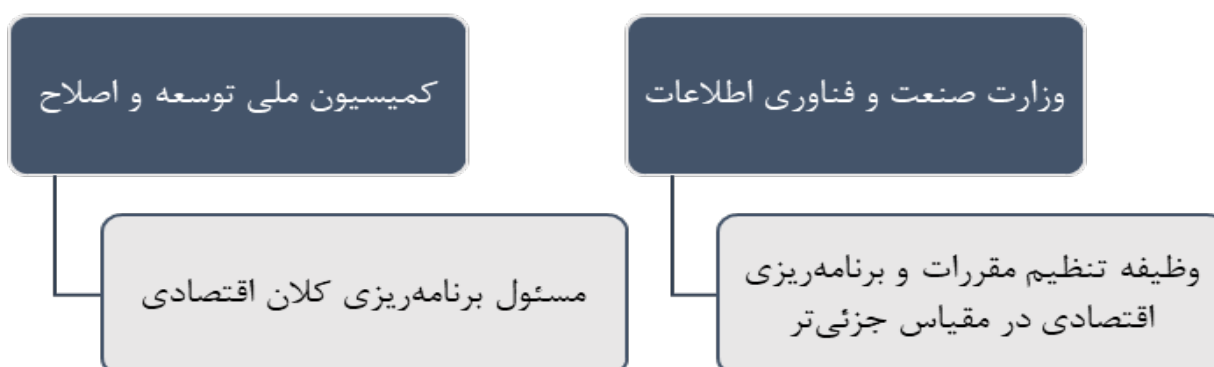 وزارت صنعت و فناوری اطلاعات
وظیفه تنظیم مقررات و برنامه‌ریزی
اقتصادی در مقیاس جزئی‌تر
کمیسیون ملی توسعه و اصلاح
مسئول برنامه‌ریزی کلان اقتصادی